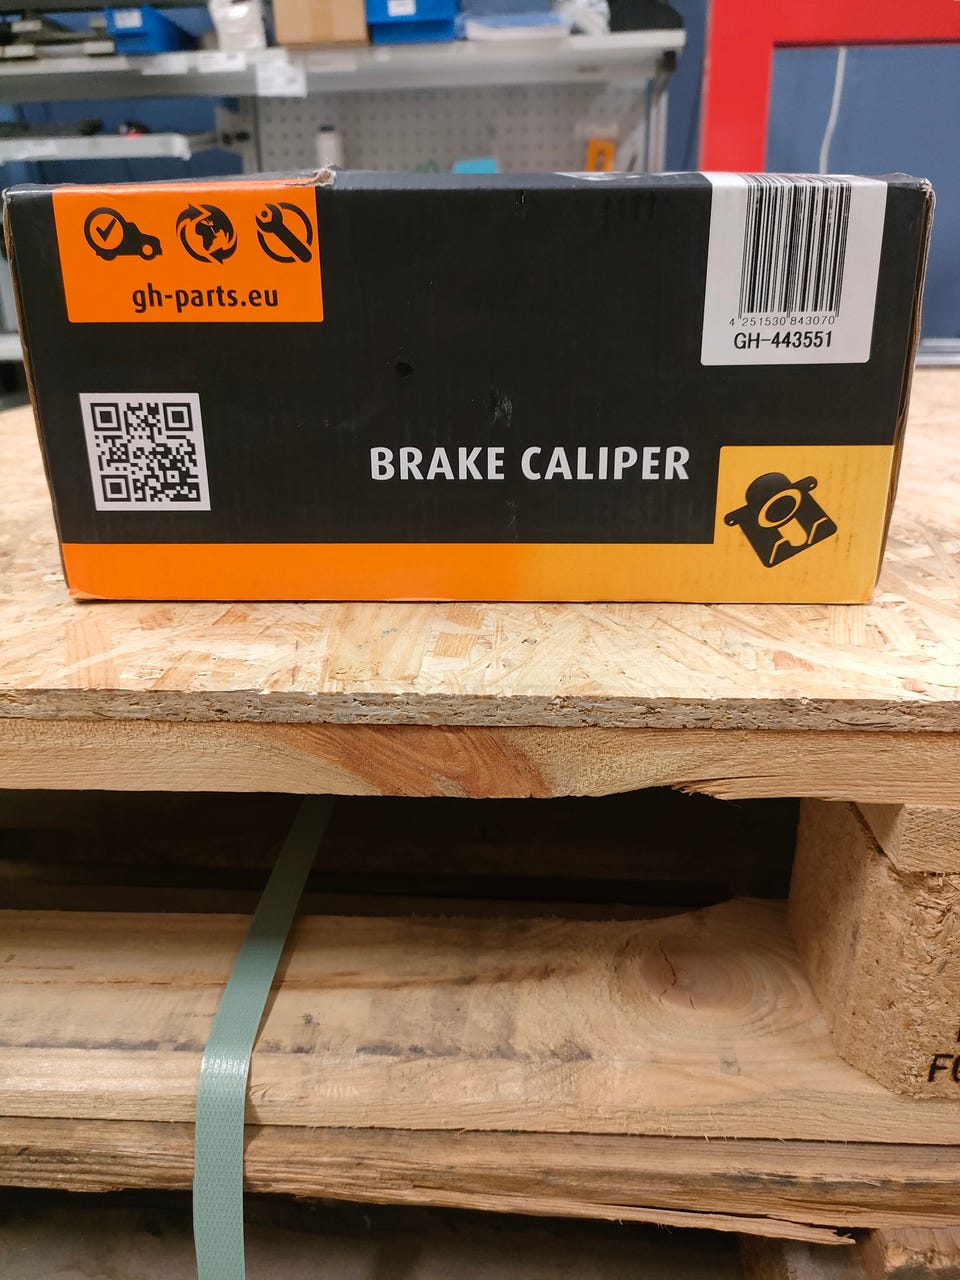 gh-parts.eu
4 251530 843070
GH-443551
BRAKE CALIPER